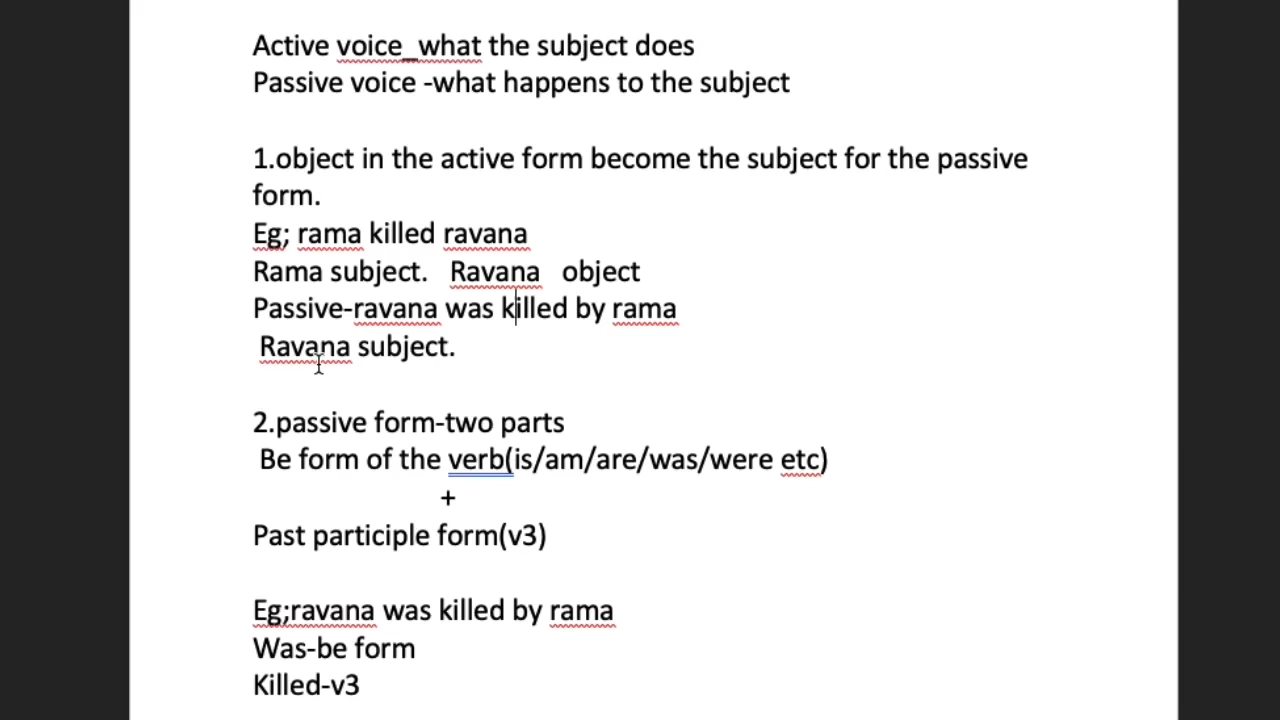 Active voice_what the subject does
Passive voice -what happens to the subject
1.object in the active form become the subject for the passive
form.
Eg; rama killed ravana
Rama subject.   Ravana   object
Passive-ravana was killed by rama
Ravana subject.
2.passive form-two parts
Be form of the verb(is/am/are/was/were etc)
+
Past participle form(v3)
Eg;ravana was killed by rama
Was-be form
Killed-v3